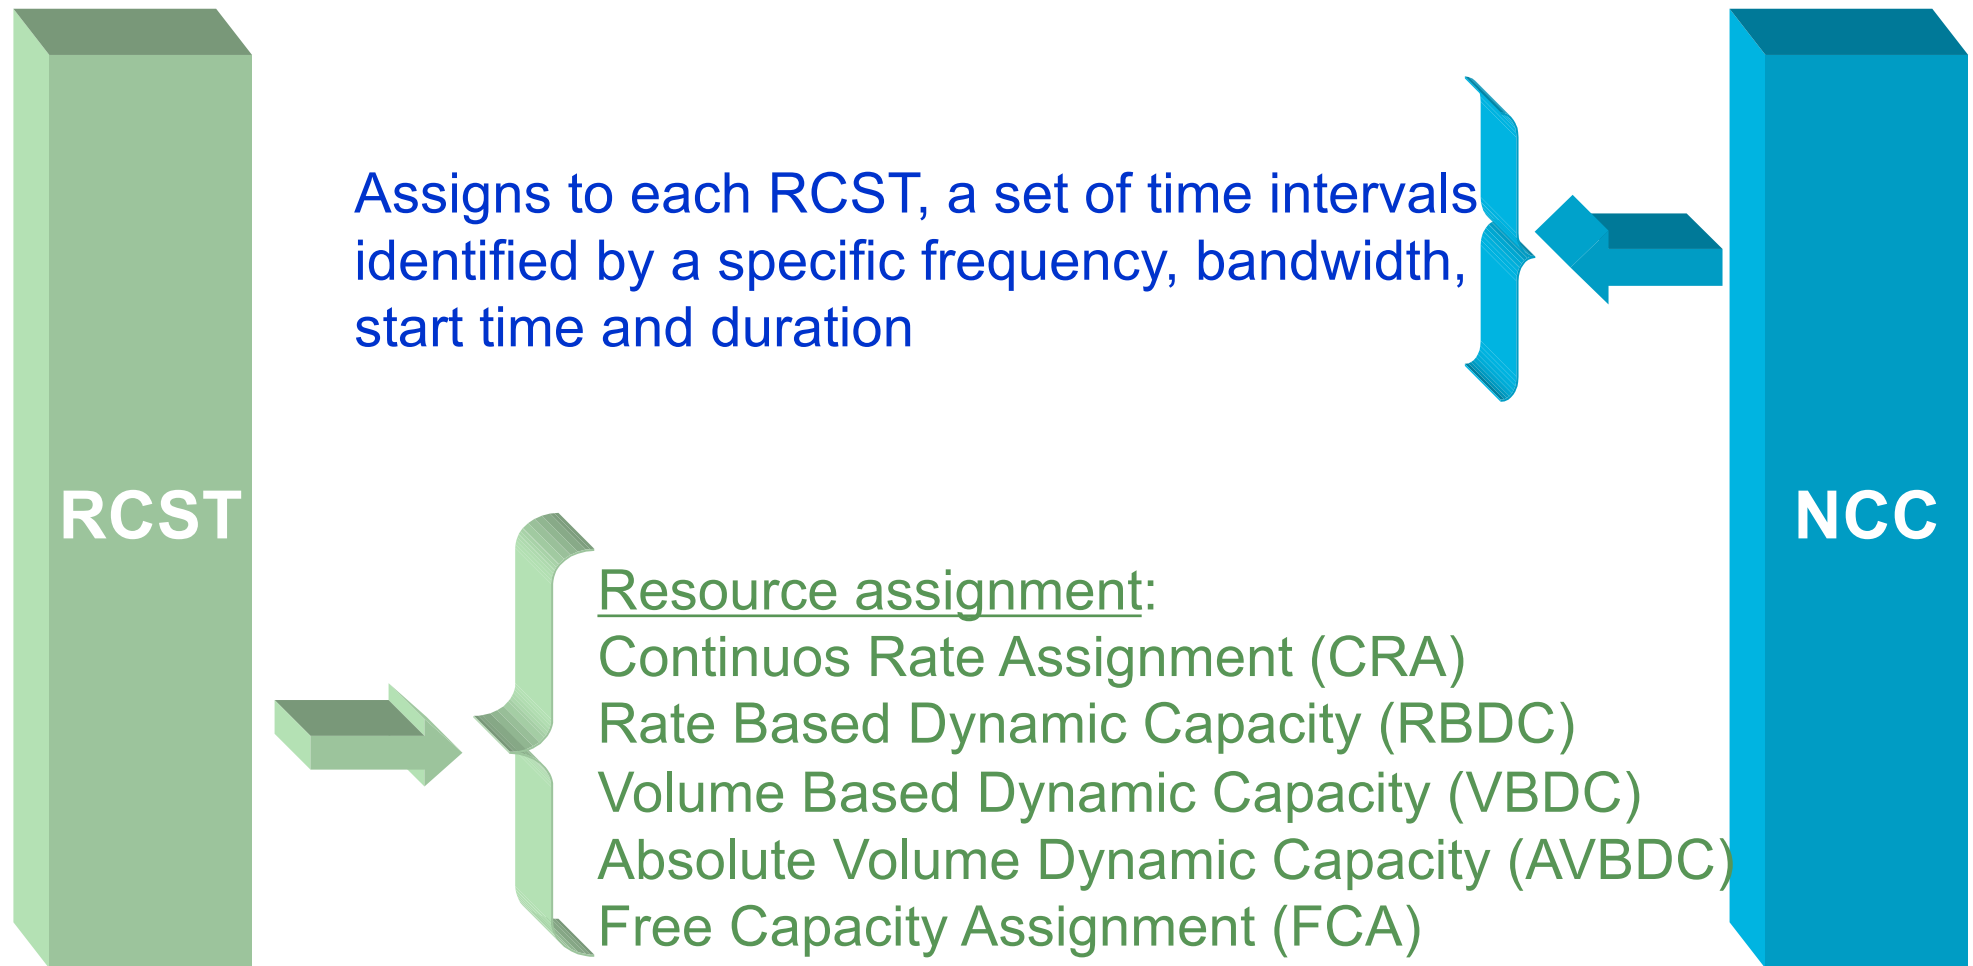 Assigns to each RCST, a set of time intervals
identified by a specific frequency, bandwidth,
start time and duration
RCST
NCC
Resource assignment:
Continuos Rate Assignment (CRA)
Rate Based Dynamic Capacity (RBDC)
Volume Based Dynamic Capacity (VBDC)
Absolute Volume Dynamic Capacity (AVBDC)
Free Capacity Assignment (FCA)